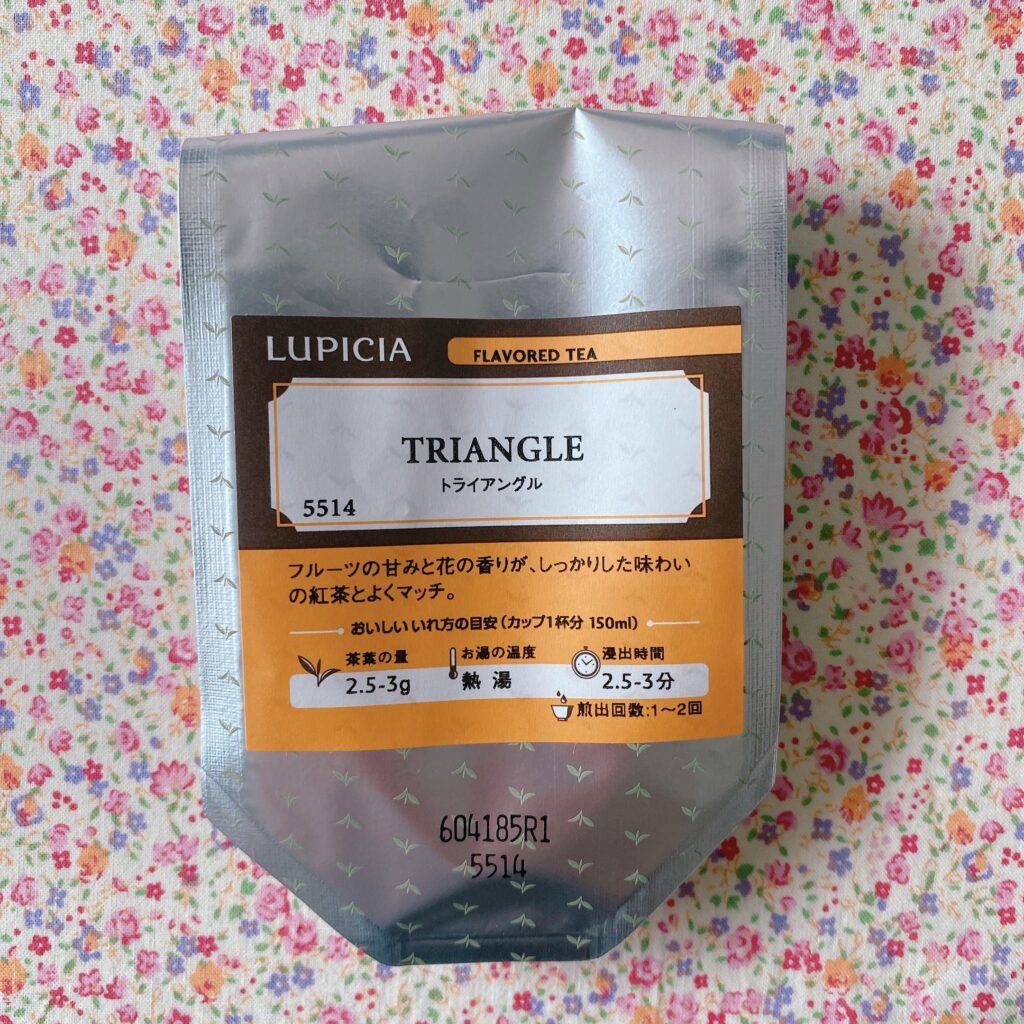 LUPICIA
FLAVORED TEA
TRIANGLE
トライアングル
5514
フルーツの甘みと花の香りが、しっかりした味わい
の紅茶とよくマッチ。
おいしいいれ方の目安(カップ1杯分 150ml)
茶葉の量
2.5-3g
お湯の温度
熱湯
浸出時間
2.5-3分
煎出回数:1〜2回
604185R1
5514